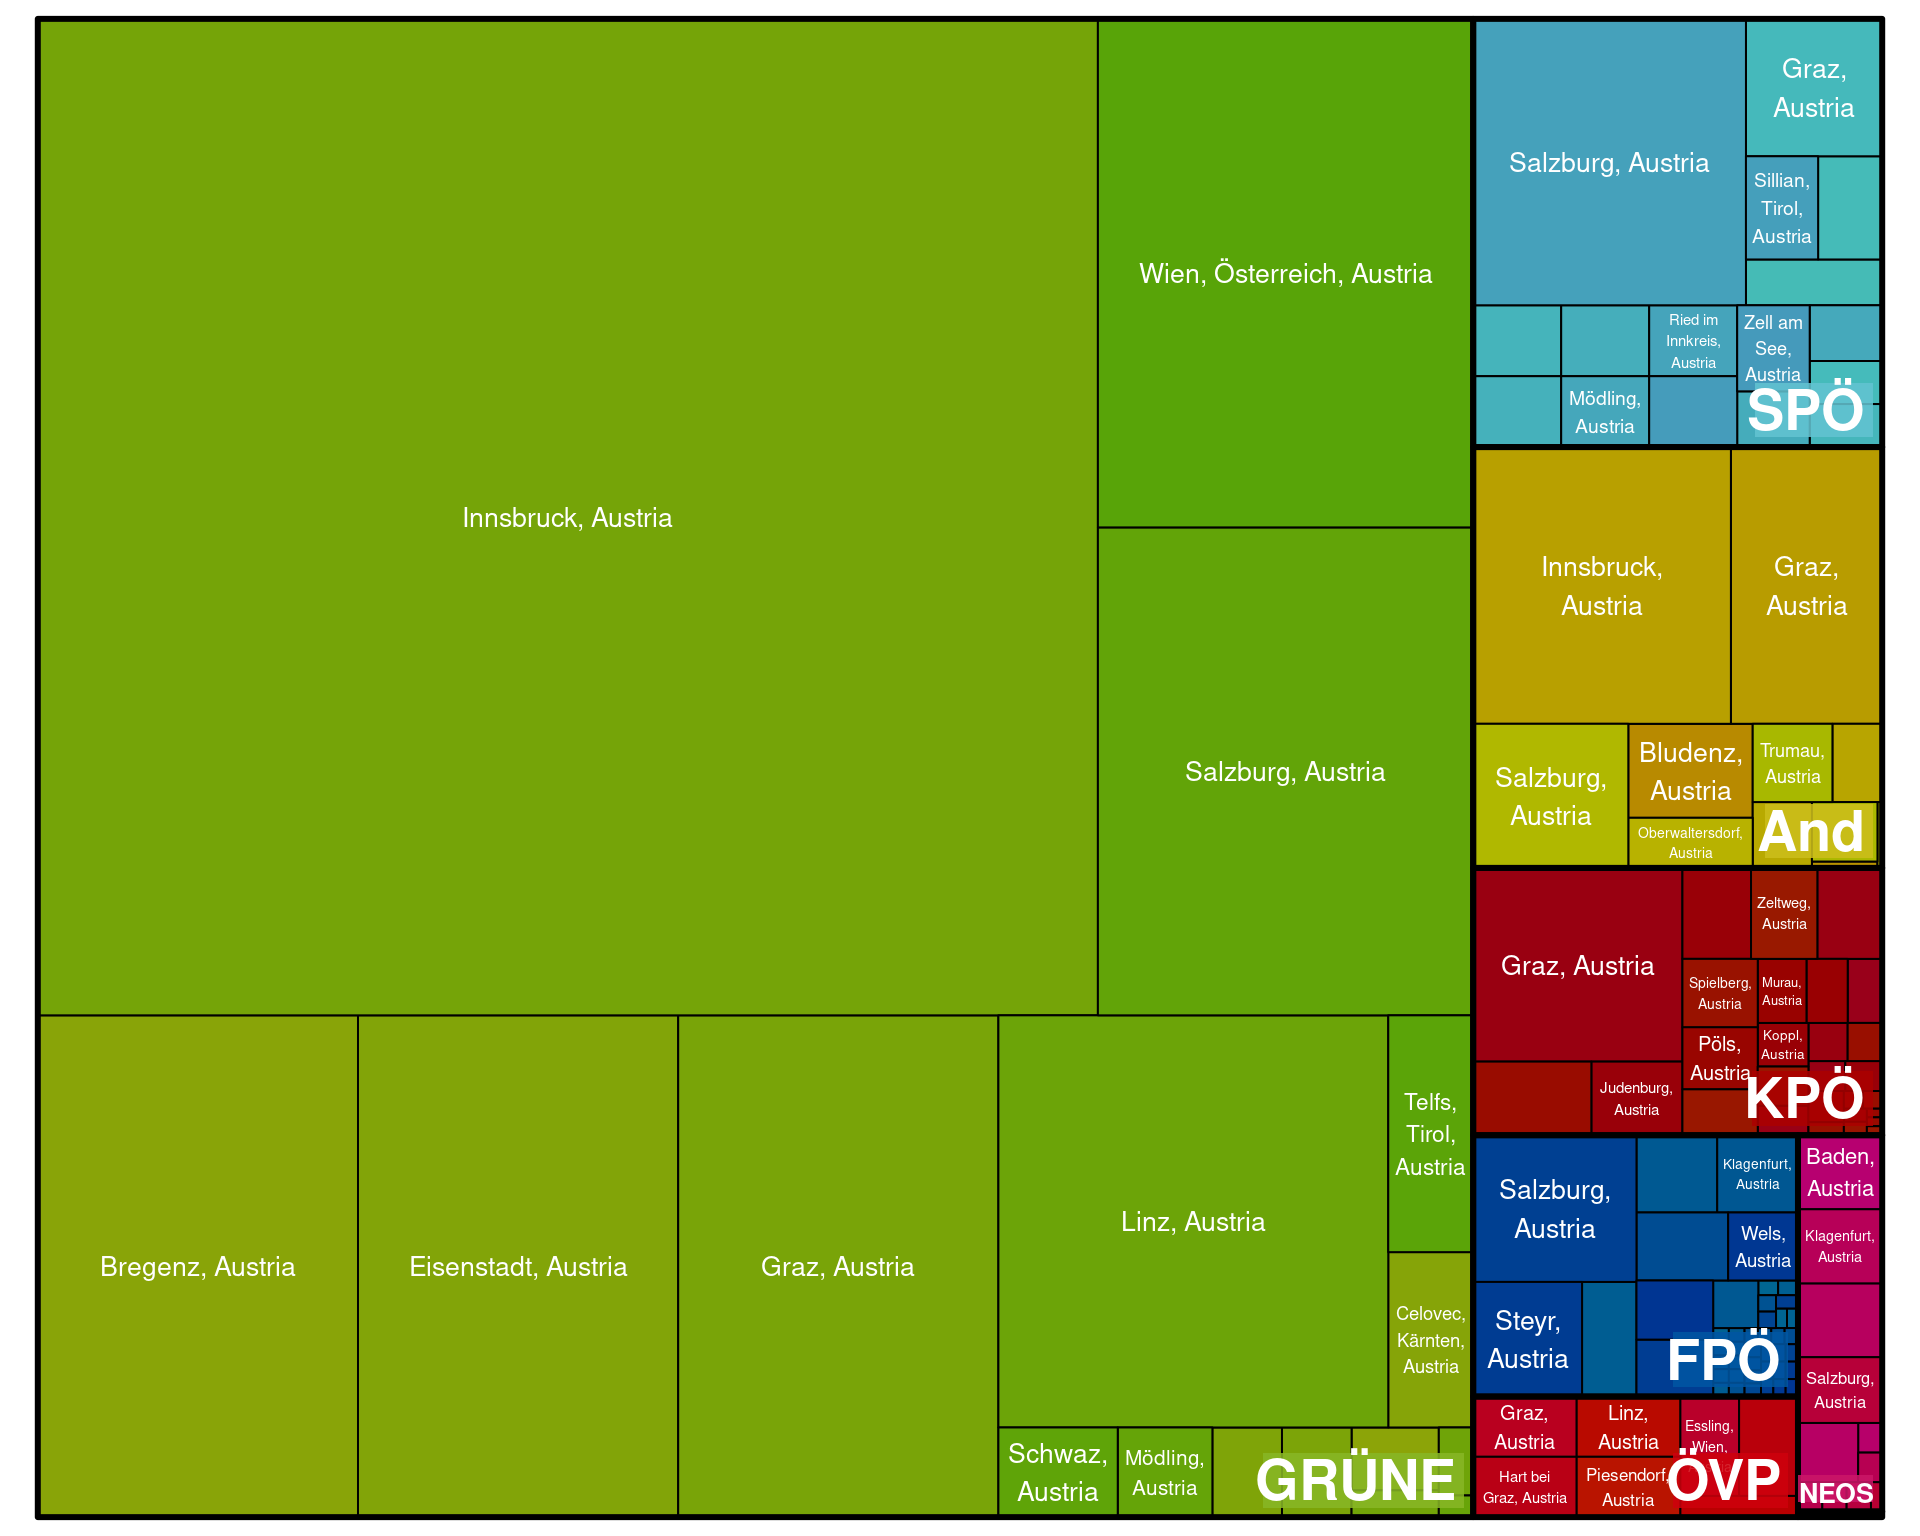 Innsbruck, Austria
Wien, Österreich, Austria
Salzburg, Austria
Bregenz, Austria
Eisenstadt, Austria
Graz, Austria
Linz, Austria
Telfs,
Tirol,
Austria
Celovec,
Kärnten,
Austria
Schwaz,
Austria
Mödling,
Austria
GRÜNE
Salzburg, Austria
Graz,
Austria
Sillian,
Tirol,
Austria
Ried im
Innkreis,
Austria
Zell am
See,
Austria
Mödling,
Austria
SPÖ
Innsbruck,
Austria
Graz,
Austria
Salzburg,
Austria
Bludenz,
Austria
Trumau,
Austria
Oberwaltersdorf,
Austria
And
Graz, Austria
Zeltweg,
Austria
Spielberg,
Austria
Murau,
Austria
Koppl,
Austria
Pöls,
Austria
Judenburg,
Austria
KPÖ
Salzburg,
Austria
Klagenfurt,
Austria
Wels,
Austria
Steyr,
Austria
FPÖ
Baden,
Austria
Klagenfurt,
Austria
Salzburg,
Austria
NEOS
Graz,
Austria
Linz,
Austria
Essling,
Wien,
Hart bei
Graz, Austria
Piesendorf,
Austria
ÖVP